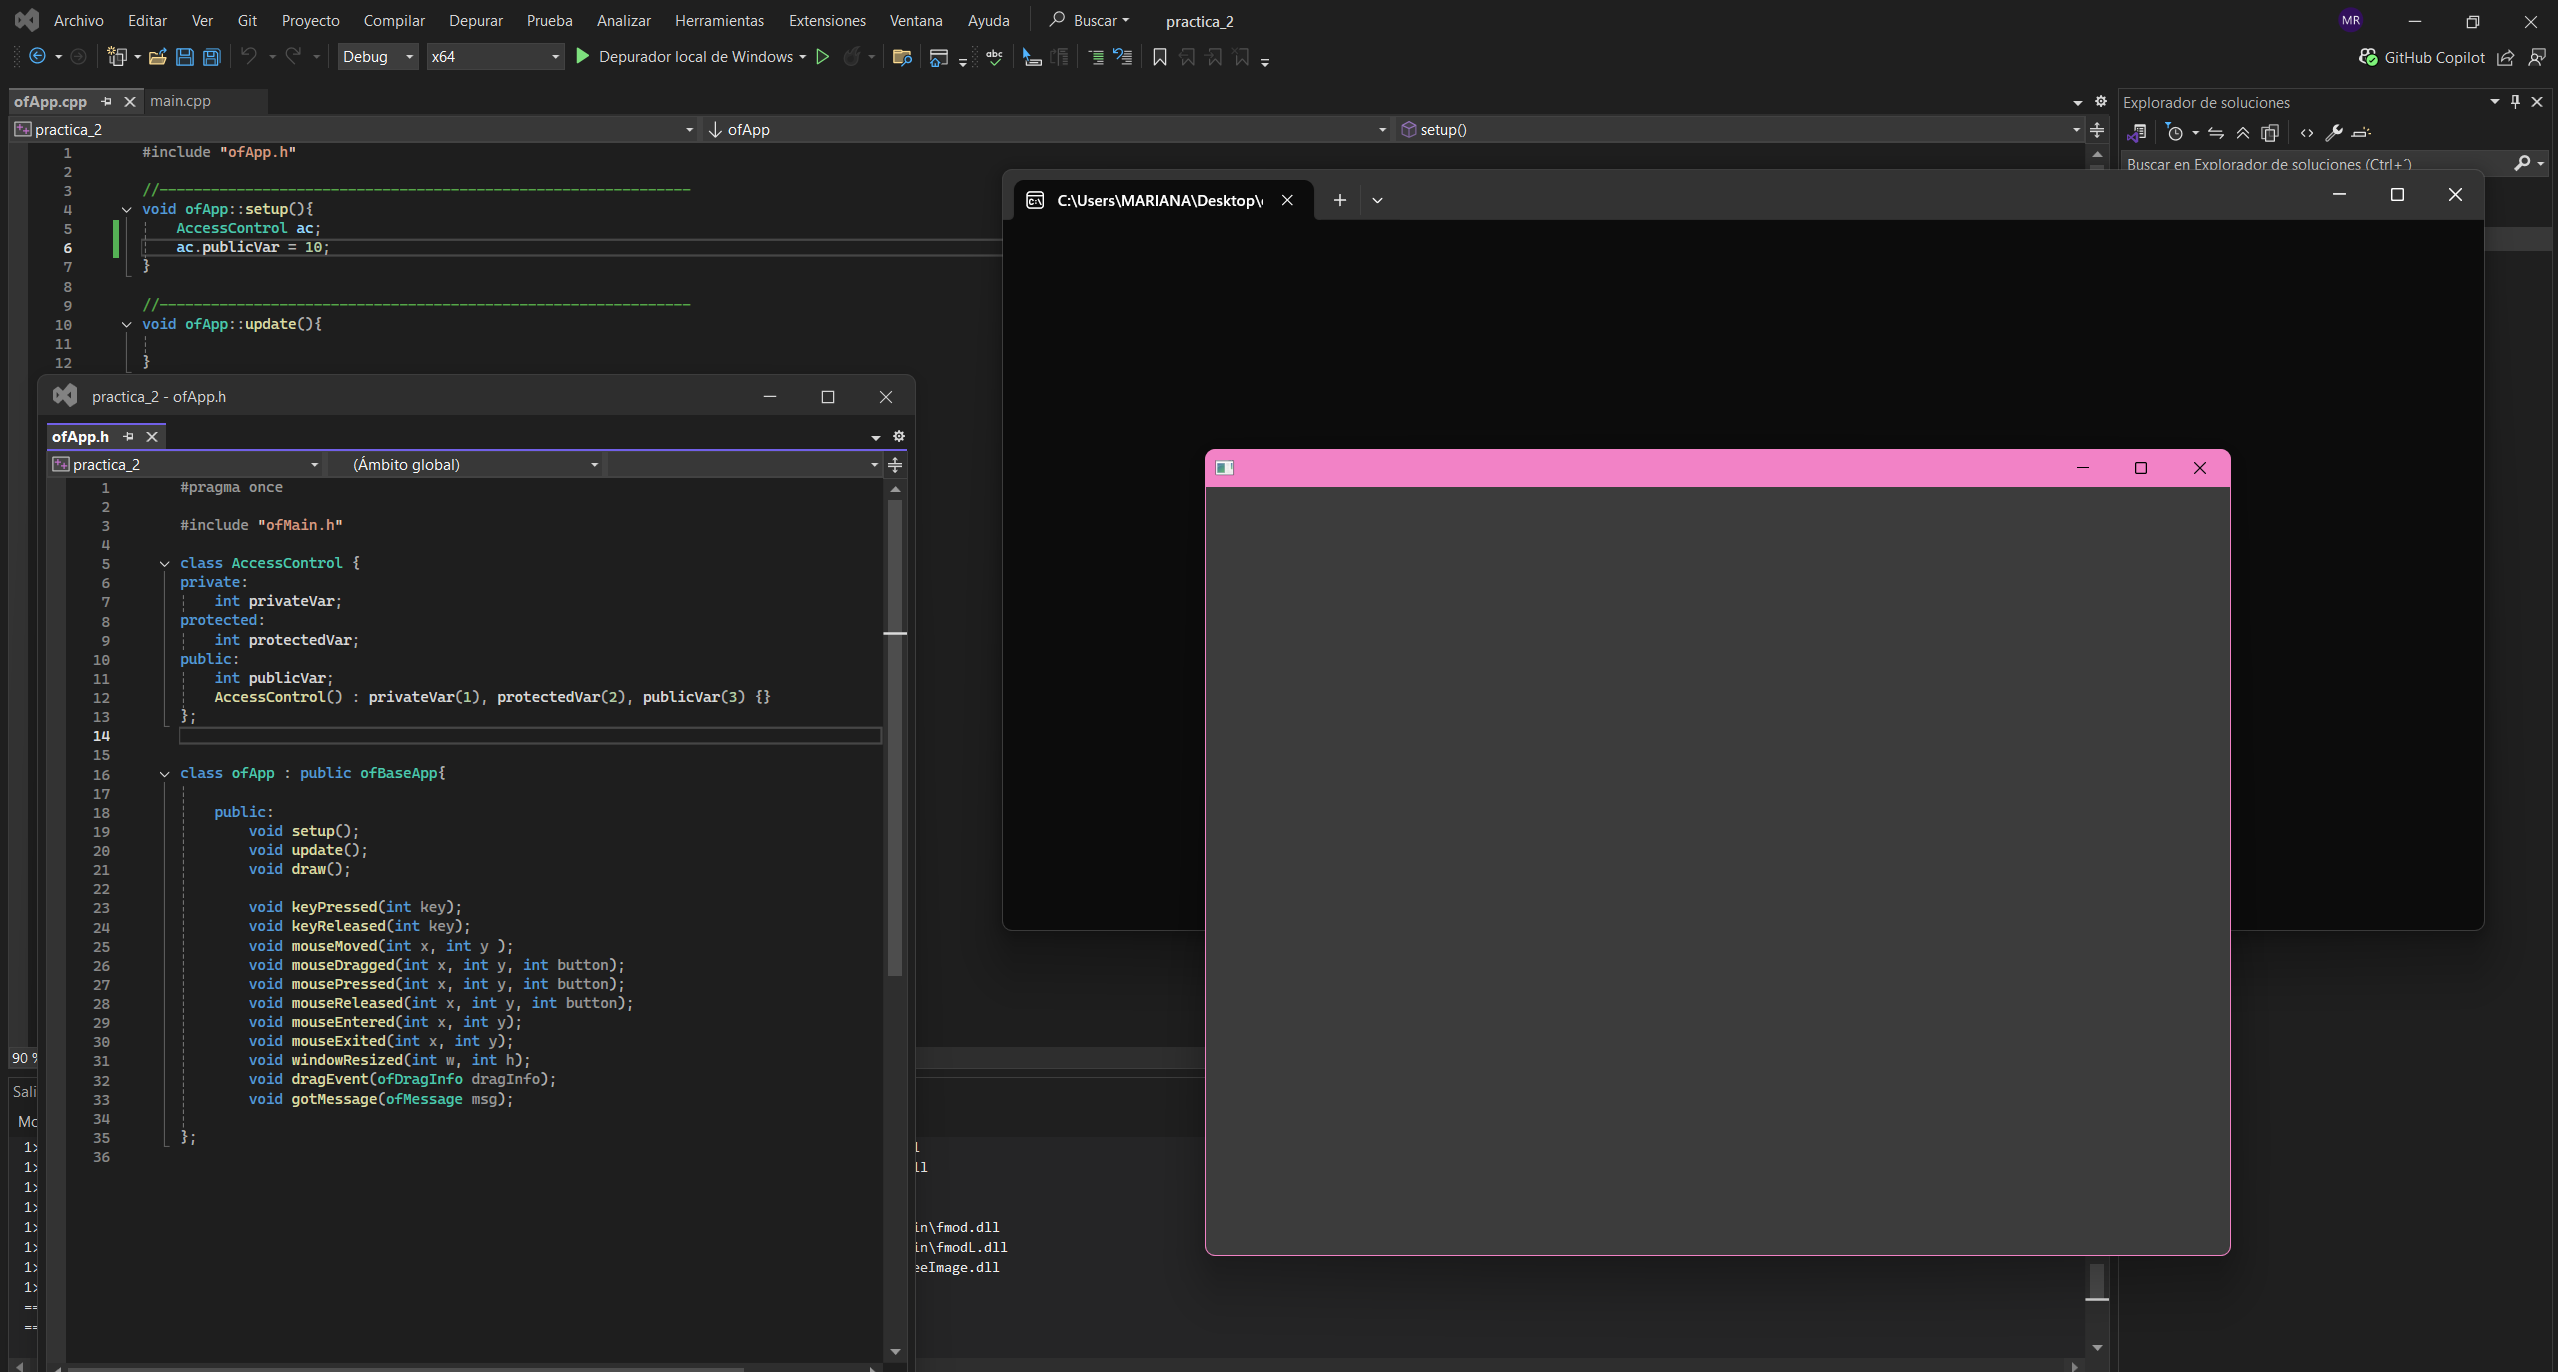 Archivo Editar Ver Git Proyecto Compilar Depurar Prueba Analizar Herramientas Extensiones Ventana Ayuda Buscar practica_2 MR
Debug x64 Depurador local de Windows abc GitHub Copilot
ofApp.cpp main.cpp
practica_2 ofApp setup()
1 #include "ofApp.h"
2
3 //--------------------------------------------------------------
4 void ofApp::setup(){
5 AccessControl ac;
6 ac.publicVar = 10;
7 }
8
9 //--------------------------------------------------------------
10 void ofApp::update(){
11
12 }
Explorador de soluciones
Buscar en Explorador de soluciones (Ctrl+´)
C:\Users\MARIANA\Desktop\
practica_2 - ofApp.h
ofApp.h
practica_2 (Ámbito global)
1 #pragma once
2
3 #include "ofMain.h"
4
5 class AccessControl {
6 private:
7 int privateVar;
8 protected:
9 int protectedVar;
10 public:
11 int publicVar;
12 AccessControl() : privateVar(1), protectedVar(2), publicVar(3) {}
13 };
14
15
16 class ofApp : public ofBaseApp{
17
18 public:
19 void setup();
20 void update();
21 void draw();
22
23 void keyPressed(int key);
24 void keyReleased(int key);
25 void mouseMoved(int x, int y );
26 void mouseDragged(int x, int y, int button);
27 void mousePressed(int x, int y, int button);
28 void mouseReleased(int x, int y, int button);
29 void mouseEntered(int x, int y);
30 void mouseExited(int x, int y);
31 void windowResized(int w, int h);
32 void dragEvent(ofDragInfo dragInfo);
33 void gotMessage(ofMessage msg);
34
35 };
36
90 %
Sali
Mo
1> l
1> ll
1>
1>
1> in\fmod.dll
1> in\fmodL.dll
1> eeImage.dll
1>
==
==